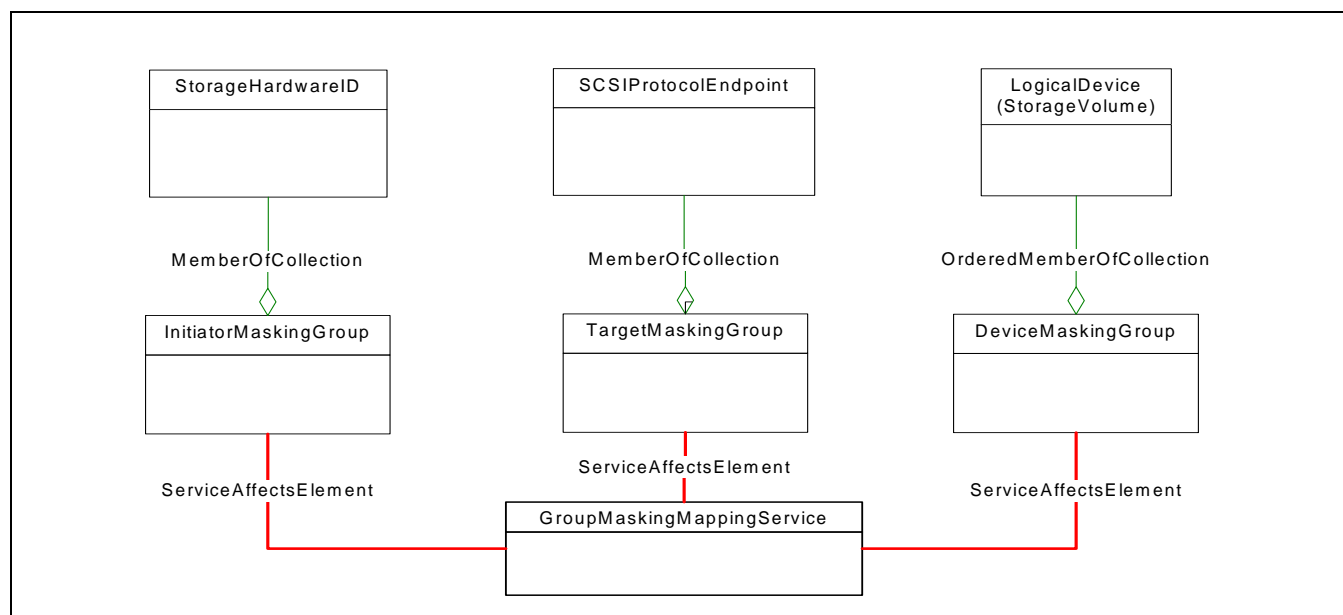 StorageHardwareID
SCSIProtocolEndpoint
LogicalDevice
(StorageVolume)
MemberOfCollection
MemberOfCollection
OrderedMemberOfCollection
InitiatorMaskingGroup
TargetMaskingGroup
DeviceMaskingGroup
ServiceAffectsElement
ServiceAffectsElement
ServiceAffectsElement
GroupMaskingMappingService